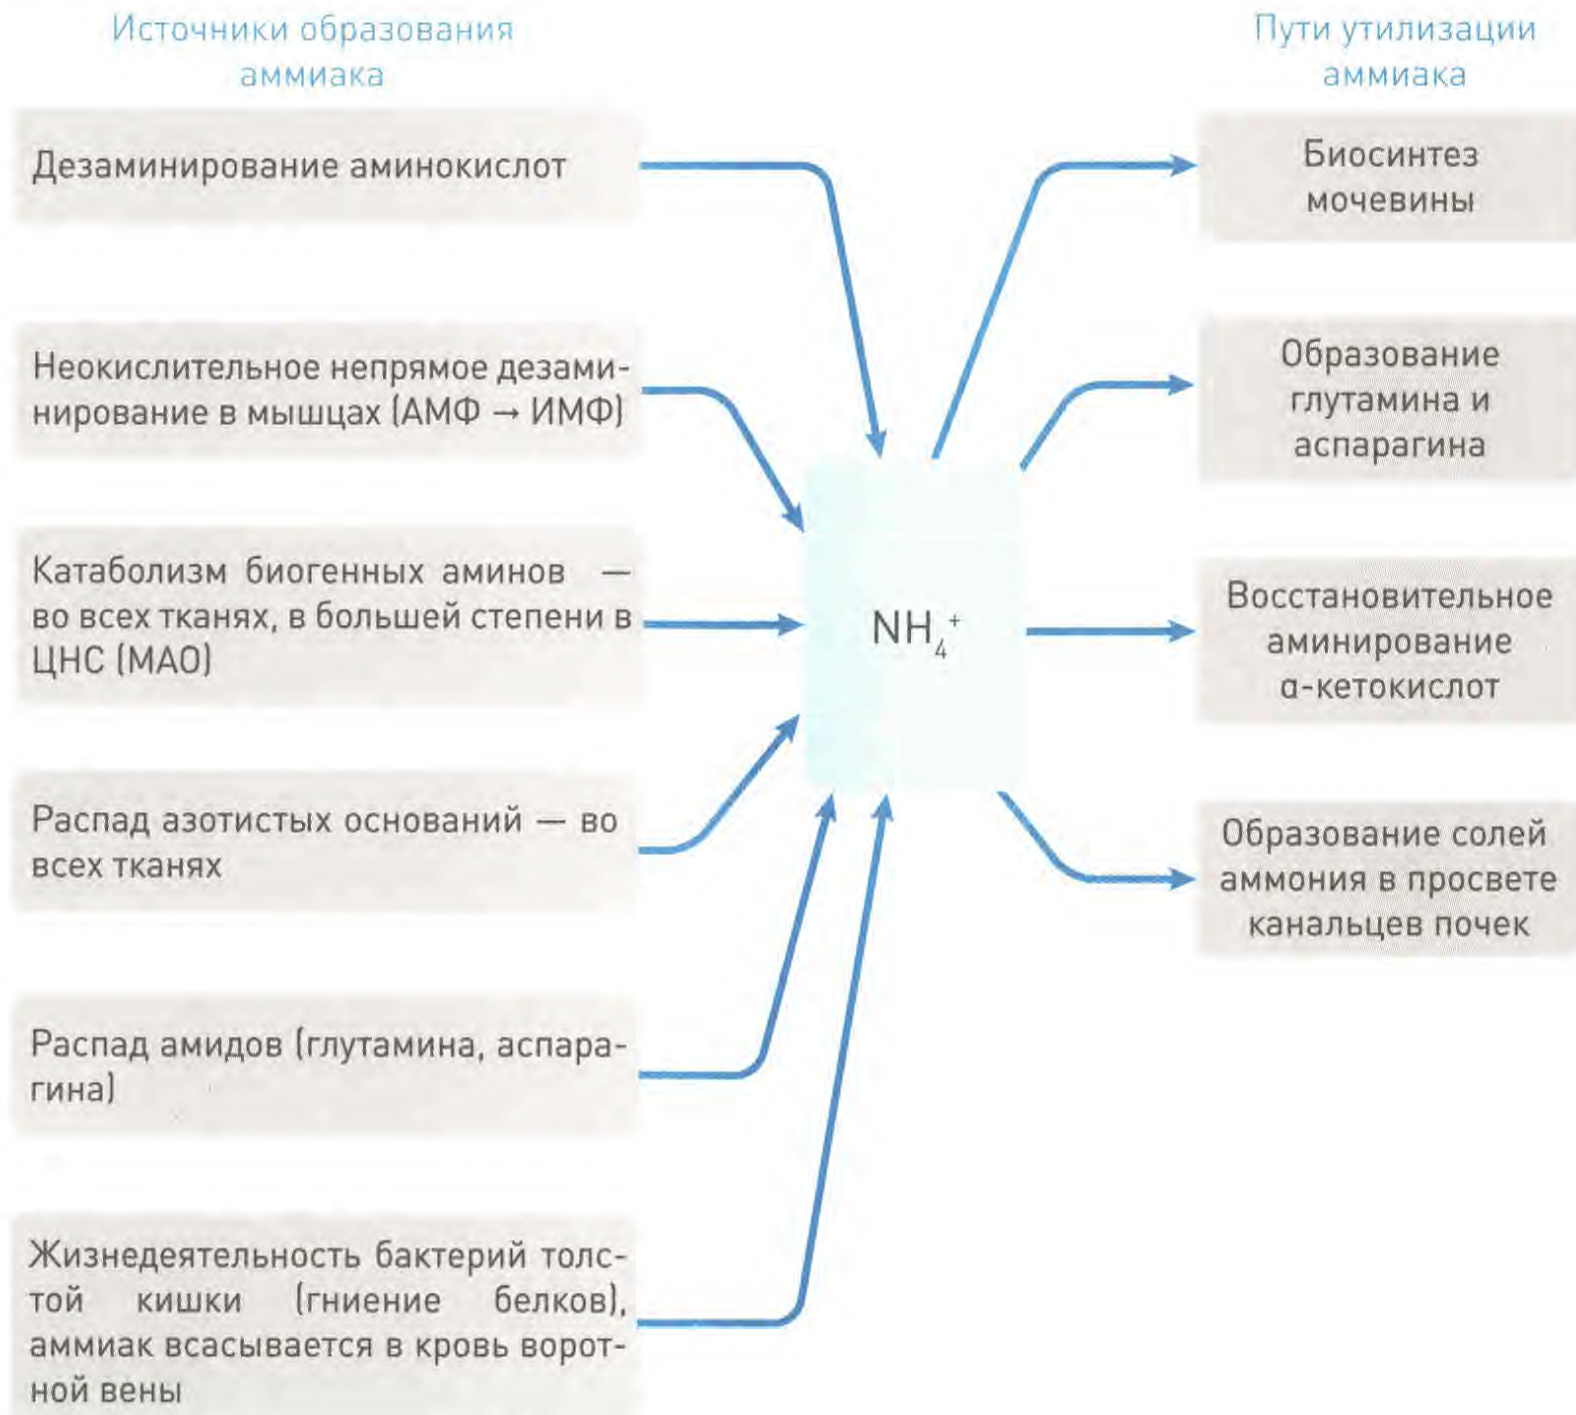 Источники образования
аммиака
Дезаминирование аминокислот
Неокислительное непрямое дезами-
нирование в мышцах (АМФ → ИМФ)
Катаболизм биогенных аминов —
во всех тканях, в большей степени в
ЦНС (МАО)
Распад азотистых оснований — во
всех тканях
Распад амидов (глутамина, аспара-
гина)
Жизнедеятельность бактерий толс-
той кишки (гниение белков),
аммиак всасывается в кровь ворот-
ной вены
NH₄⁺
Пути утилизации
аммиака
Биосинтез
мочевины
Образование
глутамина и
аспарагина
Восстановительное
аминирование
α-кетокислот
Образование солей
аммония в просвете
канальцев почек